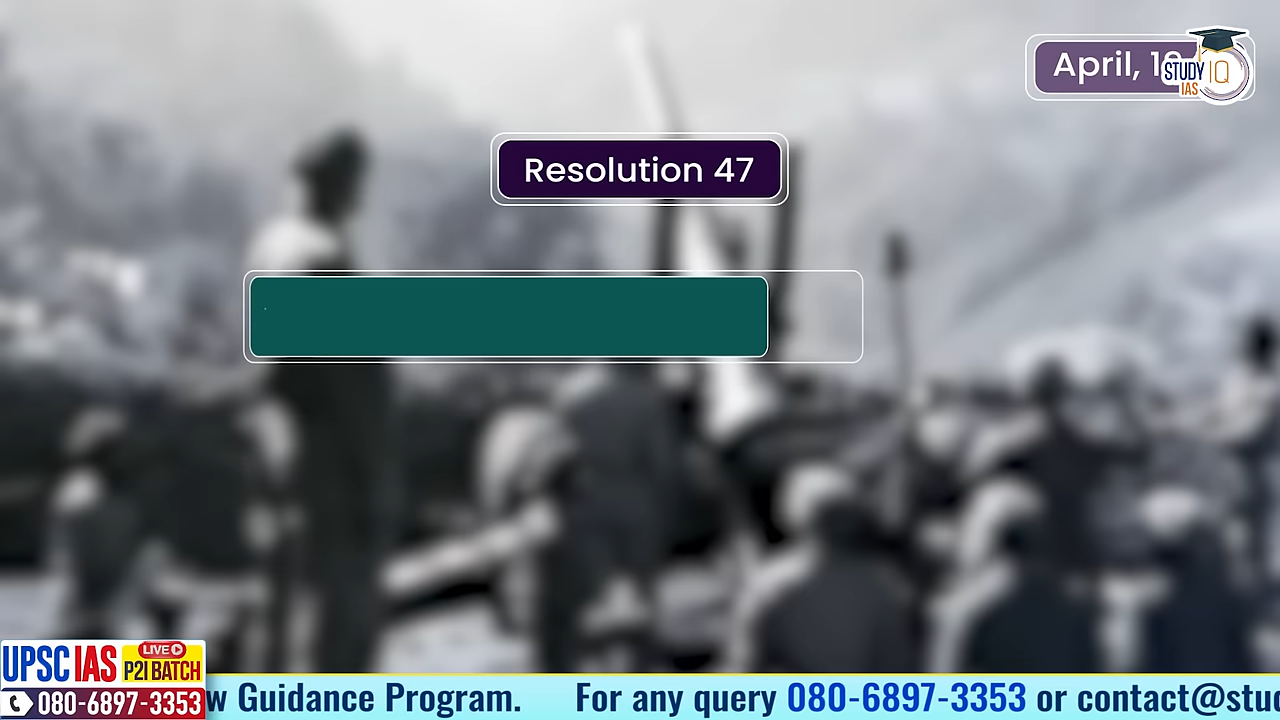 April, 19
STUDY IQ
IAS
Resolution 47
UPSC IAS
LIVE
P2I BATCH
080-6897-3353
w Guidance Program. For any query 080-6897-3353 or contact@stud